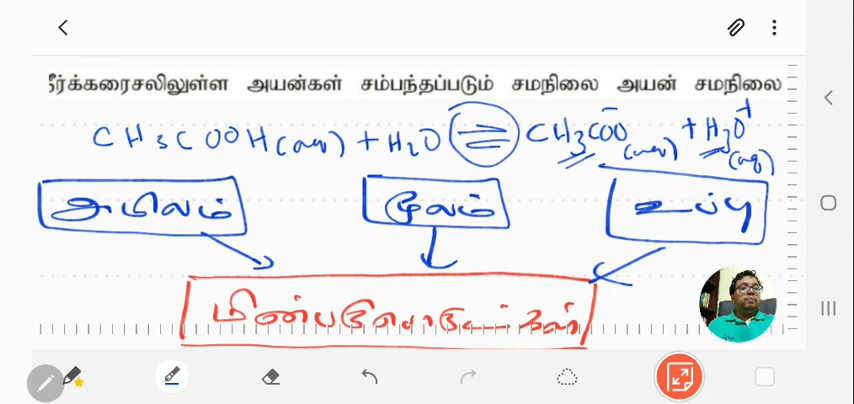 நீர்க்கரைசலிலுள்ள அயன்கள் சம்பந்தப்படும் சமநிலை அயன் சமநிலை
CH3COOH(aq) + H2O ⇌ CH3COO⁻(aq) + H3O⁺(aq)
அமிலம் மூலம் உப்பு
மின்பகுபொருட்கள்